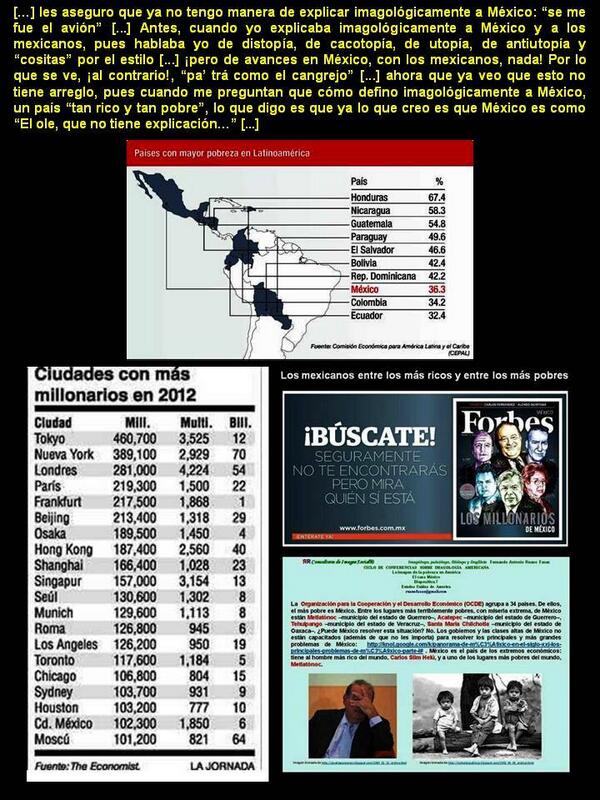 [...] les aseguro que ya no tengo manera de explicar imagológicamente a México: “se me
fue el avión” [...] Antes, cuando yo explicaba imagológicamente a México y a los
mexicanos, pues hablaba yo de distopía, de cacotopía, de utopía, de antiutopía y
“cositas” por el estilo [...] ¡pero de avances en México, con los mexicanos, nada! Por lo
que se ve, ¡al contrario!, “pa’ trá como el cangrejo” [...] ahora que ya veo que esto no
tiene arreglo, pues cuando me preguntan que cómo defino imagológicamente a México,
un país “tan rico y tan pobre”, lo que digo es que ya lo que creo es que México es como
“El ole, que no tiene explicación…” [...]
Países con mayor pobreza en Latinoamérica
País %
Honduras 67.4
Nicaragua 58.3
Guatemala 54.8
Paraguay 49.6
El Salvador 46.6
Bolivia 42.4
Rep. Dominicana 42.2
México 36.3
Colombia 34.2
Ecuador 32.4
Fuente: Comisión Económica para América Latina y el Caribe
(CEPAL)
Ciudades con más
millonarios en 2012
Ciudad Mill. Multi. Bill.
Tokyo 460,700 3,525 12
Nueva York 389,100 2,929 70
Londres 281,000 4,224 54
París 219,300 1,500 22
Frankfurt 217,500 1,868 1
Beijing 213,400 1,318 29
Osaka 189,500 1,450 4
Hong Kong 187,400 2,560 40
Shanghai 166,400 1,028 23
Singapur 157,000 3,154 13
Seúl 130,600 1,302 8
Munich 129,600 1,113 8
Roma 126,800 945 6
Los Angeles 126,200 950 19
Toronto 117,600 1,184 5
Chicago 106,800 804 15
Sydney 103,700 931 9
Houston 103,200 777 10
Cd. México 102,300 1,850 6
Moscú 101,200 821 64
Fuente: The Economist. LA JORNADA
Los mexicanos entre los más ricos y entre los más pobres
¡BÚSCATE!
SEGURAMENTE
NO TE ENCONTRARÁS
PERO MIRA
QUIÉN SÍ ESTÁ
www.forbes.com.mx
¡ENTÉRATE YA!
MÉXICO
Forbes
LOS MILLONARIOS
DE MÉXICO
CICLO DE CONFERENCIAS SOBRE IMAGOLOGÍA AMERICANA
La imagen de la pobreza en América
El caso México
Estados Unidos de América
La Organización para la Cooperación y el Desarrollo Económico (OCDE) agrupa a 34 países. De ellos,
el más pobre es México. Entre los lugares más terriblemente pobres, con miseria extrema, de México
están Metlatónoc –municipio del estado de Guerrero–, Acatepec –municipio del estado de Guerrero–,
Tehuipango –municipio del estado de Veracruz–, Santa María Chilchotla –municipio del estado de
Oaxaca–. ¿Puede México resolver esta situación? No. Los gobiernos y las clases altas de México no
están capacitados (además de que no les importa) para resolver los principales y más grandes
problemas de México:
México es el país de los extremos económicos:
tiene al hombre más rico del mundo, Carlos Slim Helú, y a uno de los lugares más pobres del mundo,
Metlatónoc.